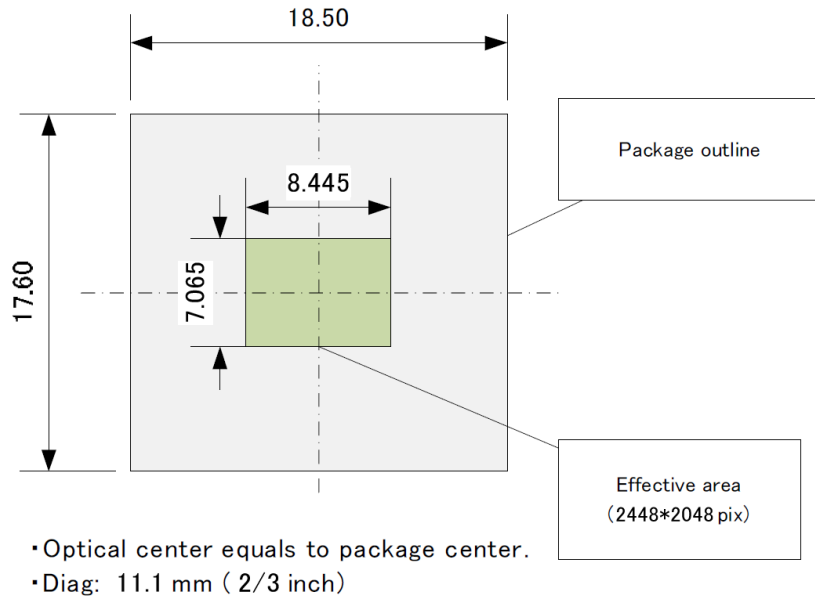 18.50
Package outline
8.445
7.065
17.60
Effective area
(2448*2048 pix)
・Optical center equals to package center.
・Diag: 11.1 mm ( 2/3 inch)